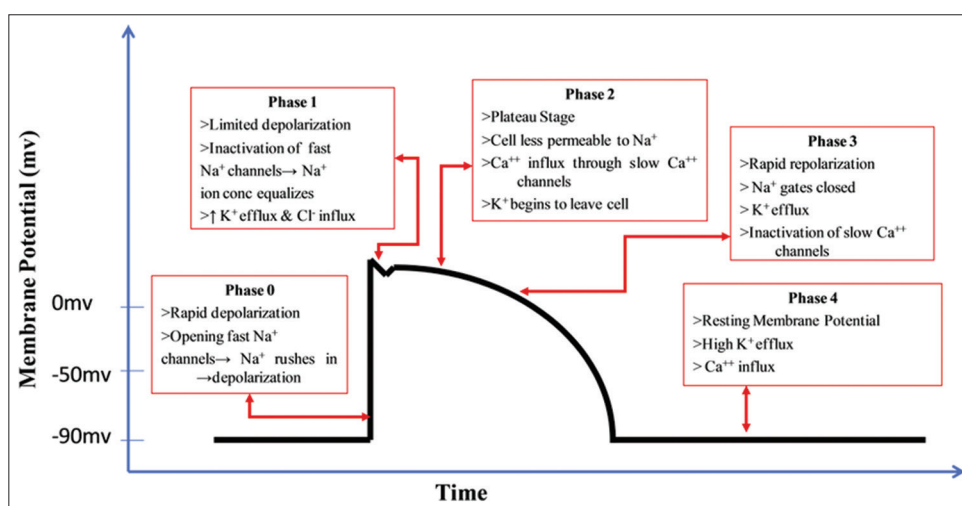 Membrane Potential (mv)
Phase 1
>Limited depolarization
>Inactivation of fast
Na⁺ channels→ Na⁺
ion conc equalizes
>↑ K⁺ efflux & Cl⁻ influx
Phase 2
>Plateau Stage
>Cell less permeable to Na⁺
>Ca⁺⁺ influx through slow Ca⁺⁺
channels
>K⁺ begins to leave cell
Phase 3
>Rapid repolarization
> Na⁺ gates closed
> K⁺ efflux
>Inactivation of slow Ca⁺⁺
channels
Phase 0
>Rapid depolarization
>Opening fast Na⁺
channels→ Na⁺ rushes in
→depolarization
Phase 4
>Resting Membrane Potential
>High K⁺ efflux
> Ca⁺⁺ influx
0mv
-50mv
-90mv
Time